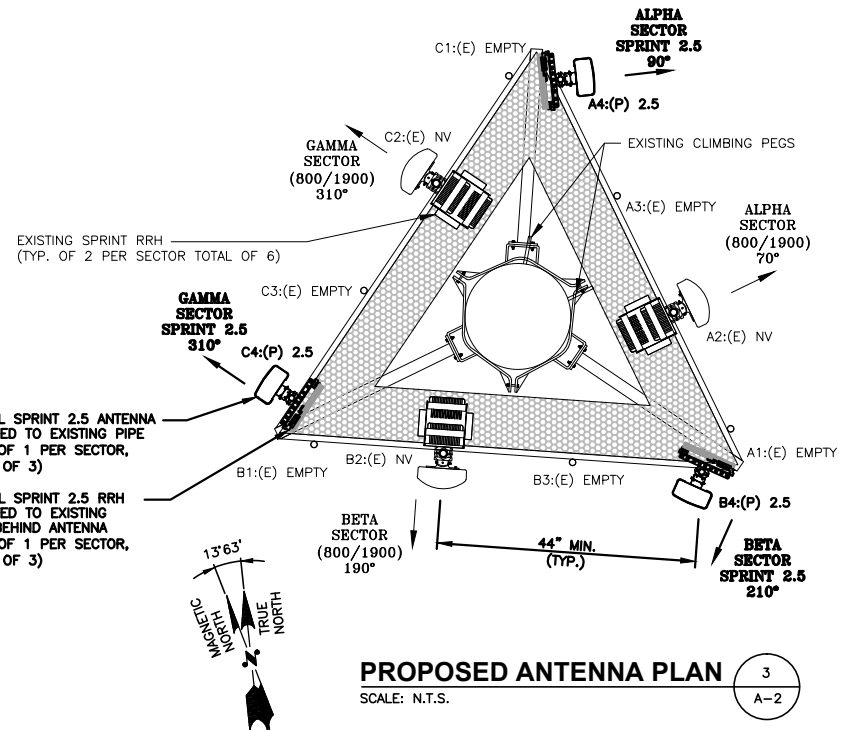 C1:(E) EMPTY
ALPHA
SECTOR
SPRINT 2.5
90°
A4:(P) 2.5
C2:(E) NV
GAMMA
SECTOR
(800/1900)
310°
EXISTING CLIMBING PEGS
A3:(E) EMPTY
ALPHA
SECTOR
(800/1900)
70°
EXISTING SPRINT RRH
(TYP. OF 2 PER SECTOR TOTAL OF 6)
C3:(E) EMPTY
GAMMA
SECTOR
SPRINT 2.5
310°
C4:(P) 2.5
A2:(E) NV
L SPRINT 2.5 ANTENNA
ED TO EXISTING PIPE
OF 1 PER SECTOR,
OF 3)
B1:(E) EMPTY
B2:(E) NV
B3:(E) EMPTY
A1:(E) EMPTY
B4:(P) 2.5
L SPRINT 2.5 RRH
ED TO EXISTING
BEHIND ANTENNA
OF 1 PER SECTOR,
OF 3)
BETA
SECTOR
(800/1900)
190°
44" MIN.
(TYP.)
BETA
SECTOR
SPRINT 2.5
210°
13'63'
MAGNETIC
NORTH
TRUE
NORTH
N
PROPOSED ANTENNA PLAN
SCALE: N.T.S.
3
A-2